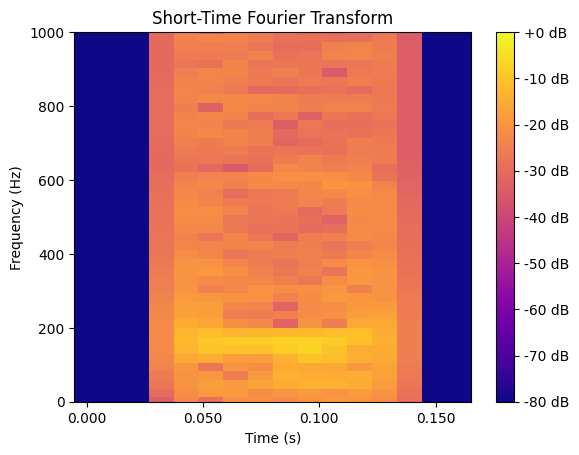 Short-Time Fourier Transform
1000
800
600
400
200
0
Frequency (Hz)
0.000
0.050
0.100
0.150
Time (s)
+0 dB
-10 dB
-20 dB
-30 dB
-40 dB
-50 dB
-60 dB
-70 dB
-80 dB